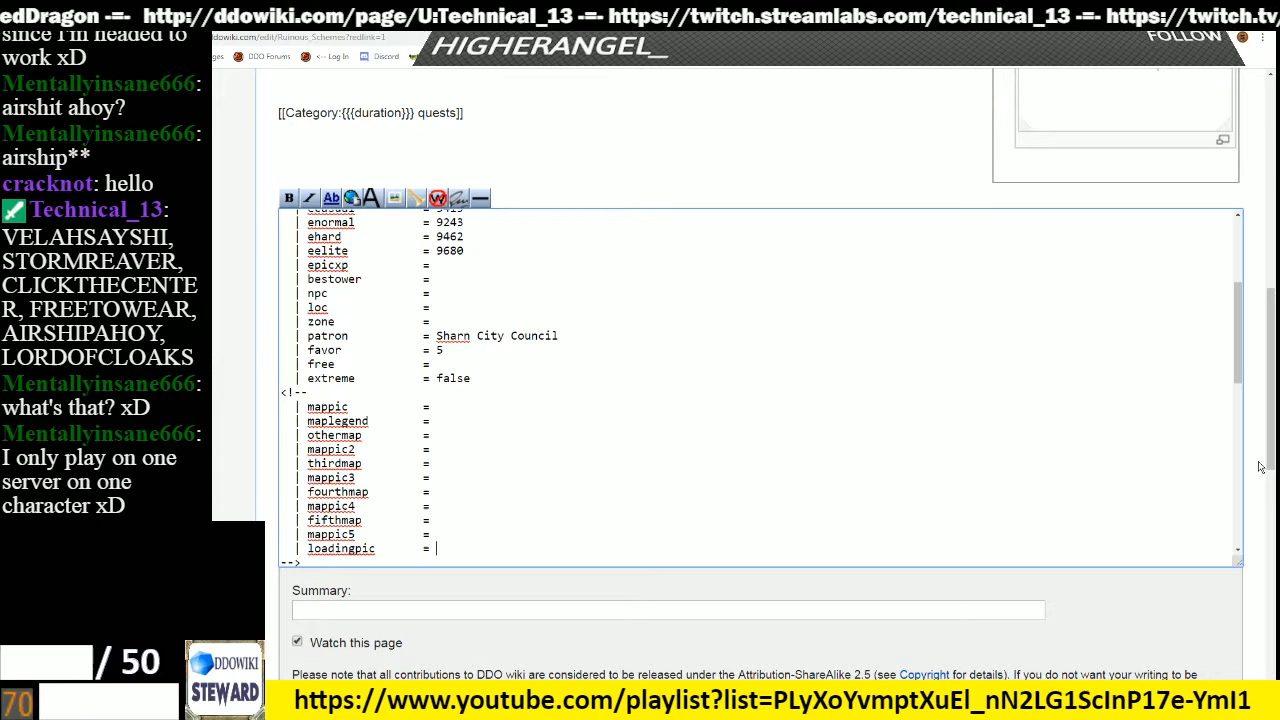 edDragon -=- http://ddowiki.com/page/U:Technical_13 -=- https://twitch.streamlabs.com/technical_13 -=- https://twitch.tv/
since I'm headed to
work xD
Mentallyinsane666:
airshit ahoy?
Mentallyinsane666:
airship**
cracknot: hello
Technical_13:
VELAHSAYSHI,
STORMREAVER,
CLICKTHECENTE
R, FREETOWEAR,
AIRSHIPAHOY,
LORDOFCLOAKS
Mentallyinsane666:
what's that? xD
Mentallyinsane666:
I only play on one
server on one
character xD
/ 50
70
DDOWIKI
STEWARD
dowiki.com/edit/Ruinous_Schemes?redlink=1
HIGHERANGEL_
FOLLOW
ges
DDO Forums
<-- Log In
Discord
[[Category:{{{duration}}} quests]]
B I Ab A W
| enormal = 9243
| ehard = 9462
| eelite = 9680
| epicxp =
| bestower =
| npc =
| loc =
| zone =
| patron = Sharn City Council
| favor = 5
| free =
| extreme = false
<!--
| mappic =
| maplegend =
| othermap =
| mappic2 =
| thirdmap =
| mappic3 =
| fourthmap =
| mappic4 =
| fifthmap =
| mappic5 =
| loadingpic =
-->
Summary:
Watch this page
Please note that all contributions to DDO wiki are considered to be released under the Attribution-ShareAlike 2.5 (see Copyright for details). If you do not want your writing to be
https://www.youtube.com/playlist?list=PLyXoYvmptXuEl_nN2LG1ScInP17e-YmI1